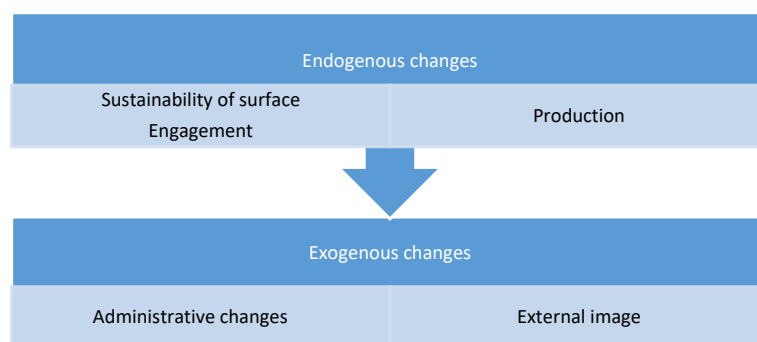 Endogenous changes
Sustainability of surface
Engagement
Production
Exogenous changes
Administrative changes
External image